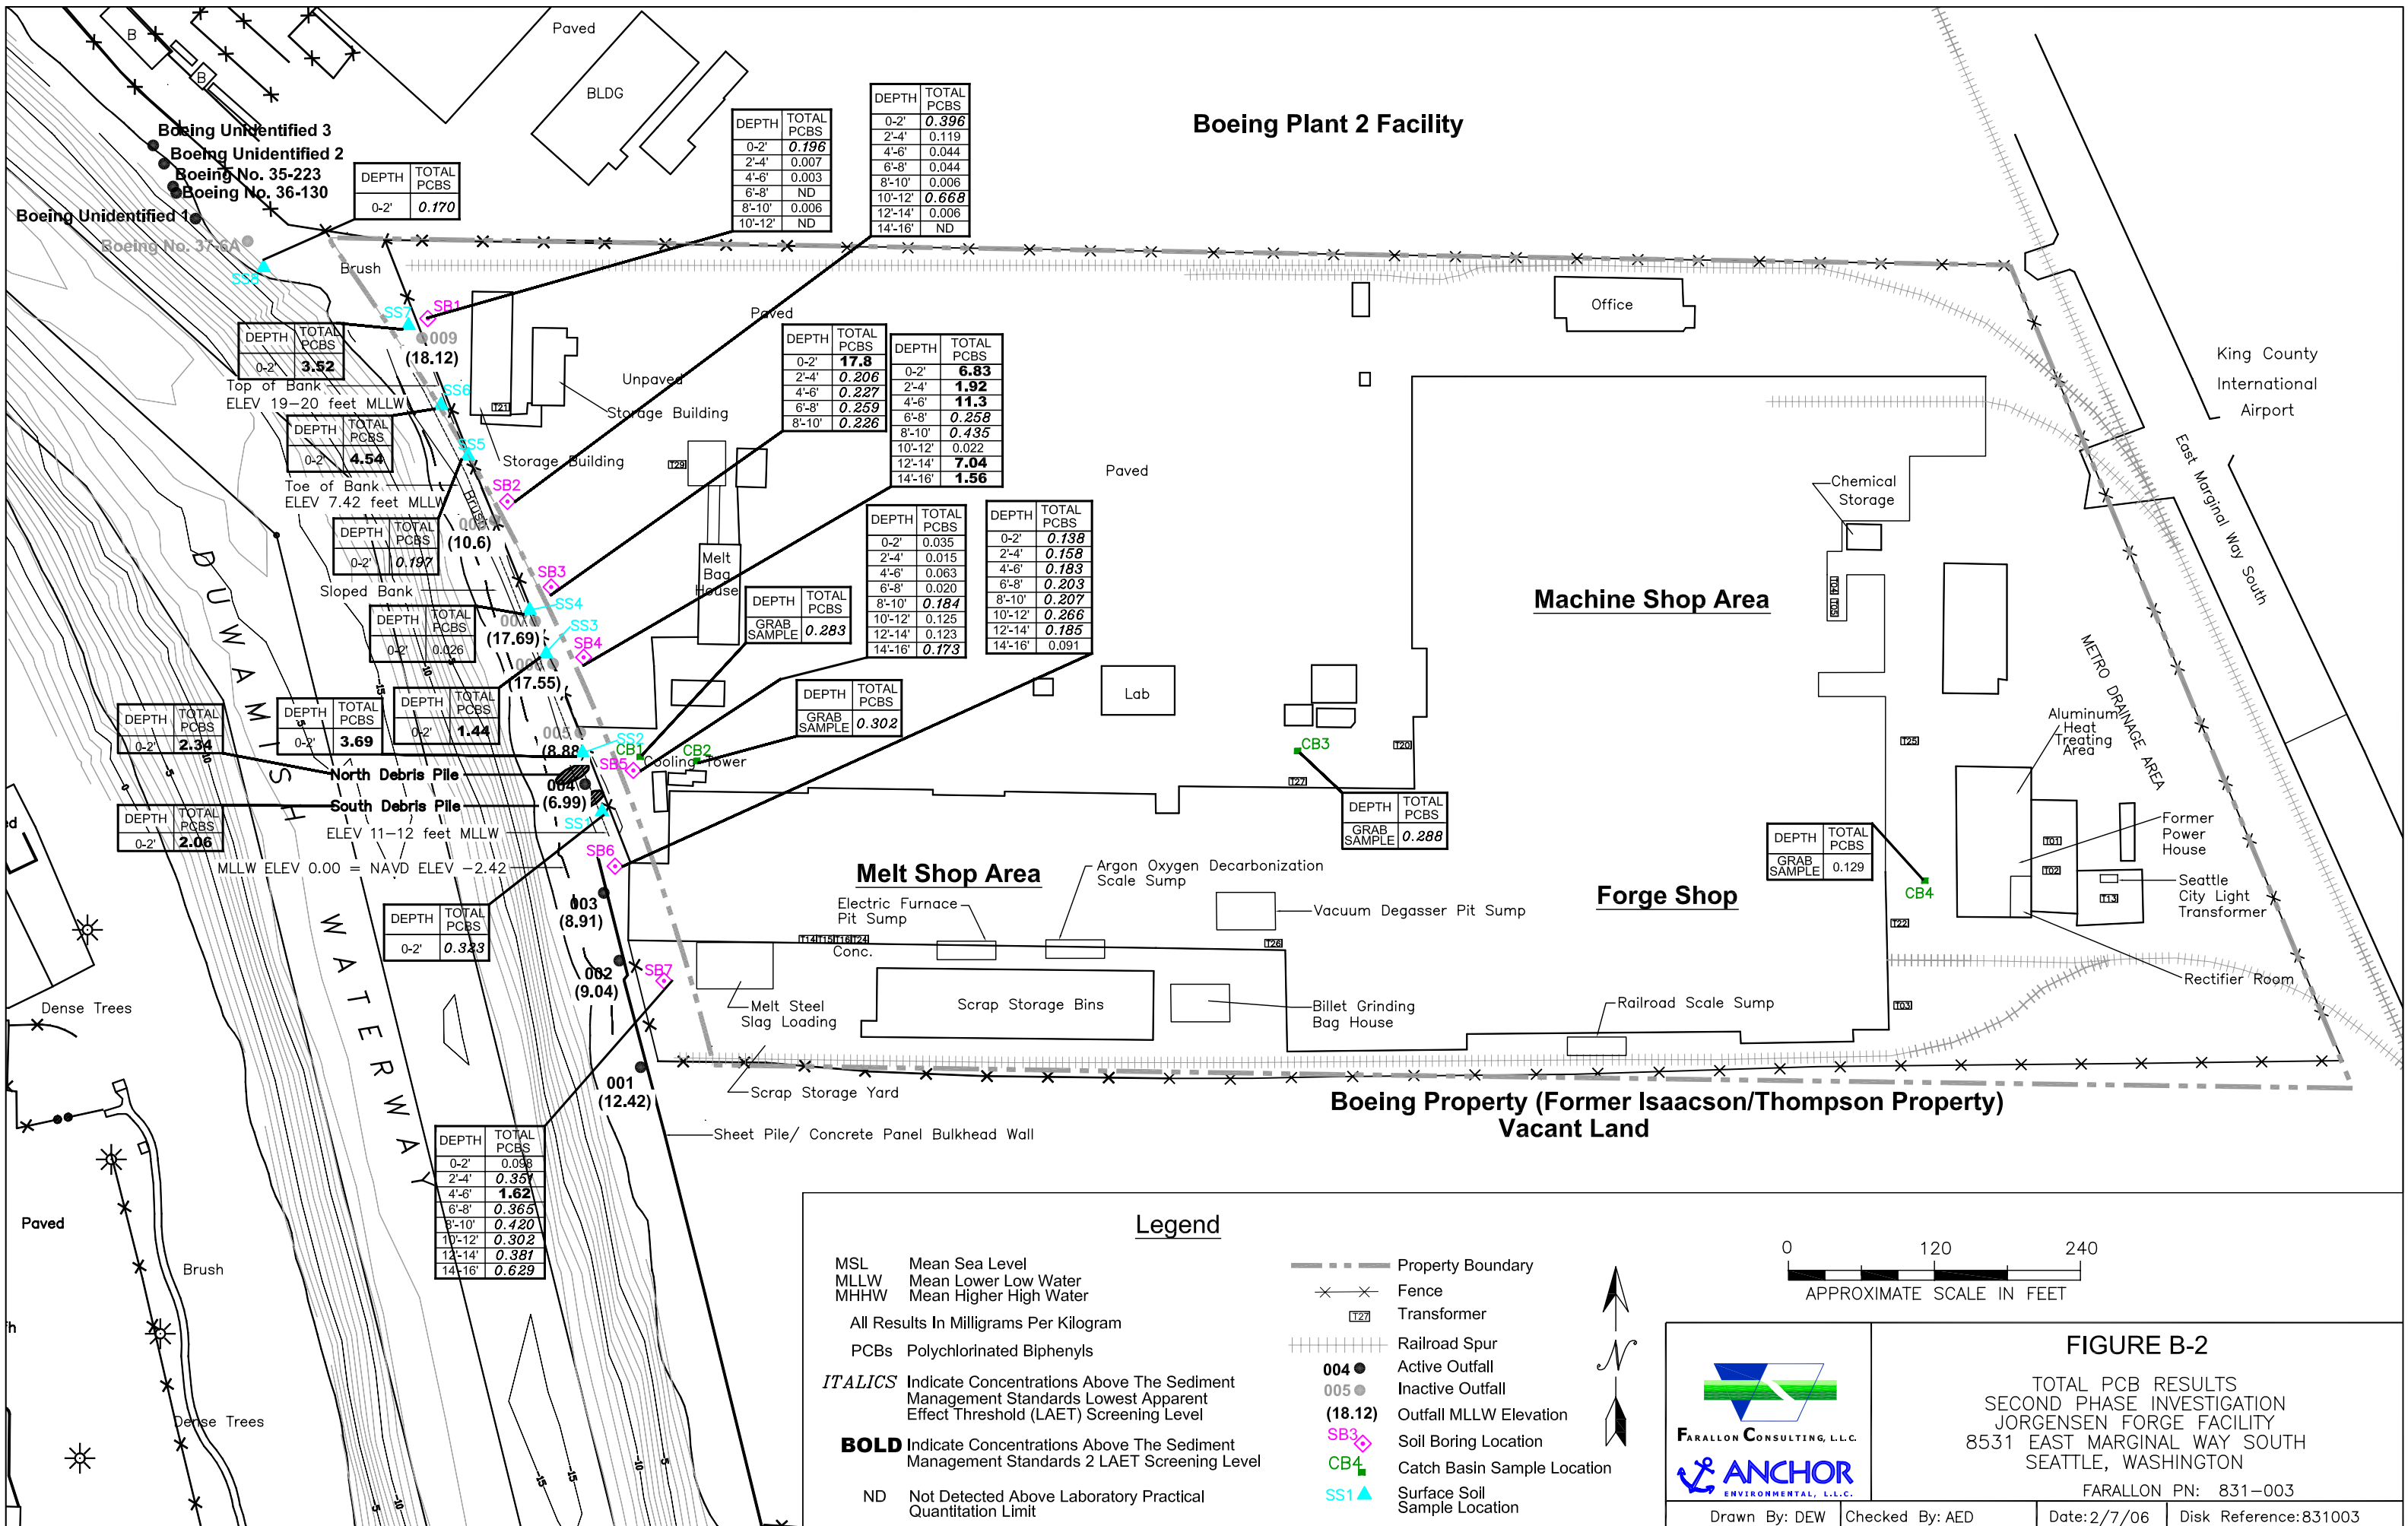 Paved
B
B
BLDG
Boeing Plant 2 Facility
Boeing Unidentified 3
Boeing Unidentified 2
Boeing No. 35-223
Boeing No. 36-130
Boeing Unidentified 1
Boeing No. 37-6A
DEPTH TOTAL PCBS
0-2' 0.170
DEPTH TOTAL PCBS
0-2' 0.196
2'-4' 0.007
4'-6' 0.003
6'-8' ND
8'-10' 0.006
10'-12' ND
DEPTH TOTAL PCBS
0-2' 0.396
2'-4' 0.119
4'-6' 0.044
6'-8' 0.044
8'-10' 0.006
10'-12' 0.668
12'-14' 0.006
14'-16' ND
SS8
Brush
SS7
SB1
009
(18.12)
DEPTH TOTAL PCBS
0-2' 3.52
Top of Bank
ELEV 19-20 feet MLLW
SS6
T21
Storage Building
Unpaved
Paved
Office
King County
International
Airport
East Marginal Way South
DEPTH TOTAL PCBS
0-2' 17.8
2'-4' 0.206
4'-6' 0.227
6'-8' 0.259
8'-10' 0.226
DEPTH TOTAL PCBS
0-2' 6.83
2'-4' 1.92
4'-6' 11.3
6'-8' 0.258
8'-10' 0.435
10'-12' 0.022
12'-14' 7.04
14'-16' 1.56
DEPTH TOTAL PCBS
0-2' 4.54
SS5
Storage Building
T29
Paved
Toe of Bank
ELEV 7.42 feet MLLW
Brush
SB2
008
(10.6)
DEPTH TOTAL PCBS
0-2' 0.197
Chemical
Storage
Melt
Bag
House
SB3
Sloped Bank
SS4
007
(17.69)
SS3
SB4
006
(17.55)
DEPTH TOTAL PCBS
0-2' 0.026
DEPTH TOTAL PCBS
GRAB SAMPLE 0.283
DEPTH TOTAL PCBS
0-2' 0.035
2'-4' 0.015
4'-6' 0.063
6'-8' 0.020
8'-10' 0.184
10'-12' 0.125
12'-14' 0.123
14'-16' 0.173
DEPTH TOTAL PCBS
0-2' 0.138
2'-4' 0.158
4'-6' 0.183
6'-8' 0.203
8'-10' 0.207
10'-12' 0.266
12'-14' 0.185
14'-16' 0.091
Machine Shop Area
METRO DRAINAGE AREA
DUWAMISH WATERWAY
DEPTH TOTAL PCBS
0-2' 2.34
DEPTH TOTAL PCBS
0-2' 3.69
DEPTH TOTAL PCBS
0-2' 1.44
DEPTH TOTAL PCBS
GRAB SAMPLE 0.302
Lab
005
(8.88)
SS2
CB1
CB2
SB5
Cooling Tower
CB3
T20
T27
T25
Aluminum
Heat
Treating
Area
North Debris Pile
South Debris Pile
004
(6.99)
SS1
DEPTH TOTAL PCBS
0-2' 2.06
ELEV 11-12 feet MLLW
MLLW ELEV 0.00 = NAVD ELEV -2.42
SB6
DEPTH TOTAL PCBS
GRAB SAMPLE 0.288
DEPTH TOTAL PCBS
GRAB SAMPLE 0.129
CB4
T01
T02
T13
T22
T03
Former
Power
House
Seattle
City Light
Transformer
Rectifier Room
Melt Shop Area
Argon Oxygen Decarbonization
Scale Sump
Electric Furnace
Pit Sump
Vacuum Degasser Pit Sump
Forge Shop
DEPTH TOTAL PCBS
0-2' 0.323
003
(8.91)
002
(9.04)
SB7
T14 T15 T16 T24
Conc.
T26
Melt Steel
Slag Loading
Scrap Storage Bins
Billet Grinding
Bag House
Railroad Scale Sump
Dense Trees
001
(12.42)
Scrap Storage Yard
Sheet Pile/ Concrete Panel Bulkhead Wall
Boeing Property (Former Isaacson/Thompson Property)
Vacant Land
DEPTH TOTAL PCBS
0-2' 0.098
2'-4' 0.351
4'-6' 1.62
6'-8' 0.365
8'-10' 0.420
10'-12' 0.302
12'-14' 0.381
14-16' 0.629
Paved
Brush
Dense Trees
Legend
MSL Mean Sea Level
MLLW Mean Lower Low Water
MHHW Mean Higher High Water
All Results In Milligrams Per Kilogram
PCBs Polychlorinated Biphenyls
ITALICS Indicate Concentrations Above The Sediment
Management Standards Lowest Apparent
Effect Threshold (LAET) Screening Level
BOLD Indicate Concentrations Above The Sediment
Management Standards 2 LAET Screening Level
ND Not Detected Above Laboratory Practical
Quantitation Limit
Property Boundary
Fence
T27 Transformer
Railroad Spur
004 Active Outfall
005 Inactive Outfall
(18.12) Outfall MLLW Elevation
SB3 Soil Boring Location
CB4 Catch Basin Sample Location
SS1 Surface Soil
Sample Location
N
0 120 240
APPROXIMATE SCALE IN FEET
FARALLON CONSULTING, L.L.C.
ANCHOR
ENVIRONMENTAL, L.L.C.
FIGURE B-2
TOTAL PCB RESULTS
SECOND PHASE INVESTIGATION
JORGENSEN FORGE FACILITY
8531 EAST MARGINAL WAY SOUTH
SEATTLE, WASHINGTON
FARALLON PN: 831-003
Drawn By: DEW
Checked By: AED
Date:2/7/06
Disk Reference:831003